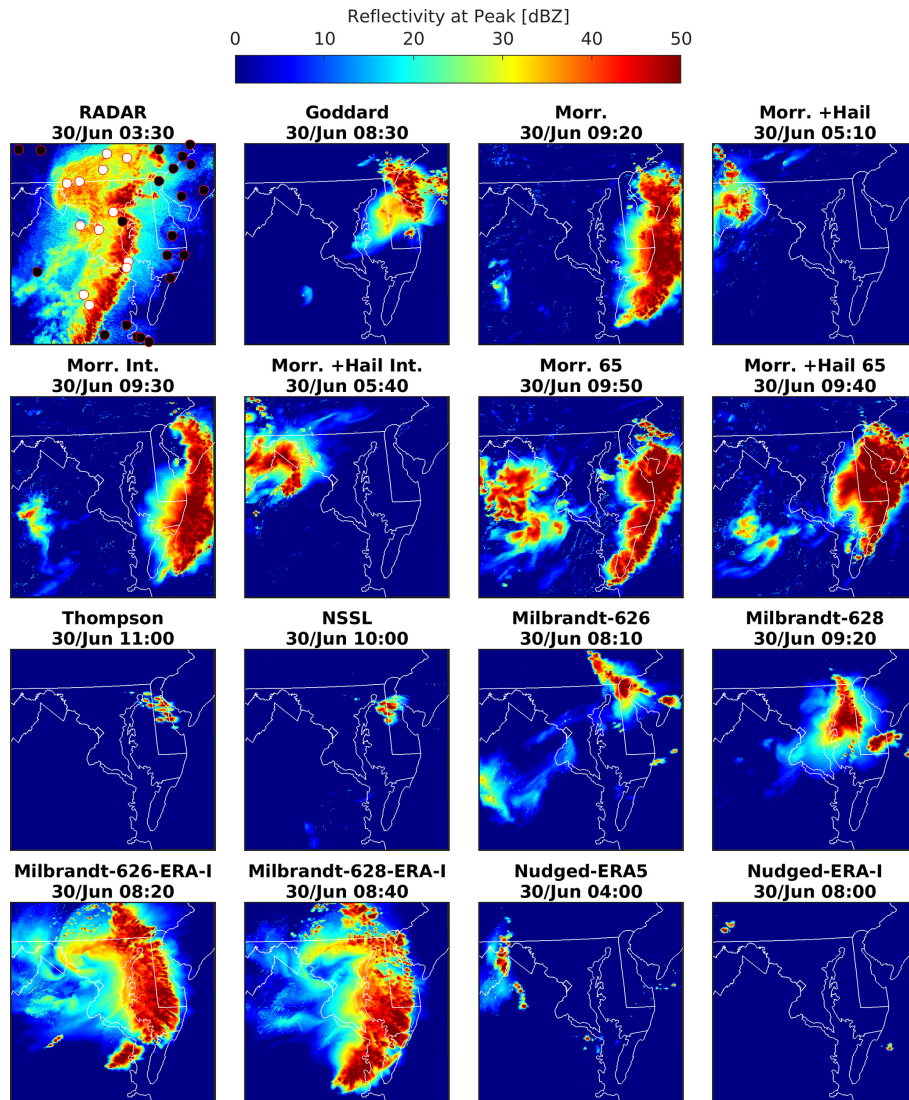 Reflectivity at Peak [dBZ]
0 10 20 30 40 50
RADAR
30/Jun 03:30
Goddard
30/Jun 08:30
Morr.
30/Jun 09:20
Morr. +Hail
30/Jun 05:10
Morr. Int.
30/Jun 09:30
Morr. +Hail Int.
30/Jun 05:40
Morr. 65
30/Jun 09:50
Morr. +Hail 65
30/Jun 09:40
Thompson
30/Jun 11:00
NSSL
30/Jun 10:00
Milbrandt-626
30/Jun 08:10
Milbrandt-628
30/Jun 09:20
Milbrandt-626-ERA-I
30/Jun 08:20
Milbrandt-628-ERA-I
30/Jun 08:40
Nudged-ERA5
30/Jun 04:00
Nudged-ERA-I
30/Jun 08:00